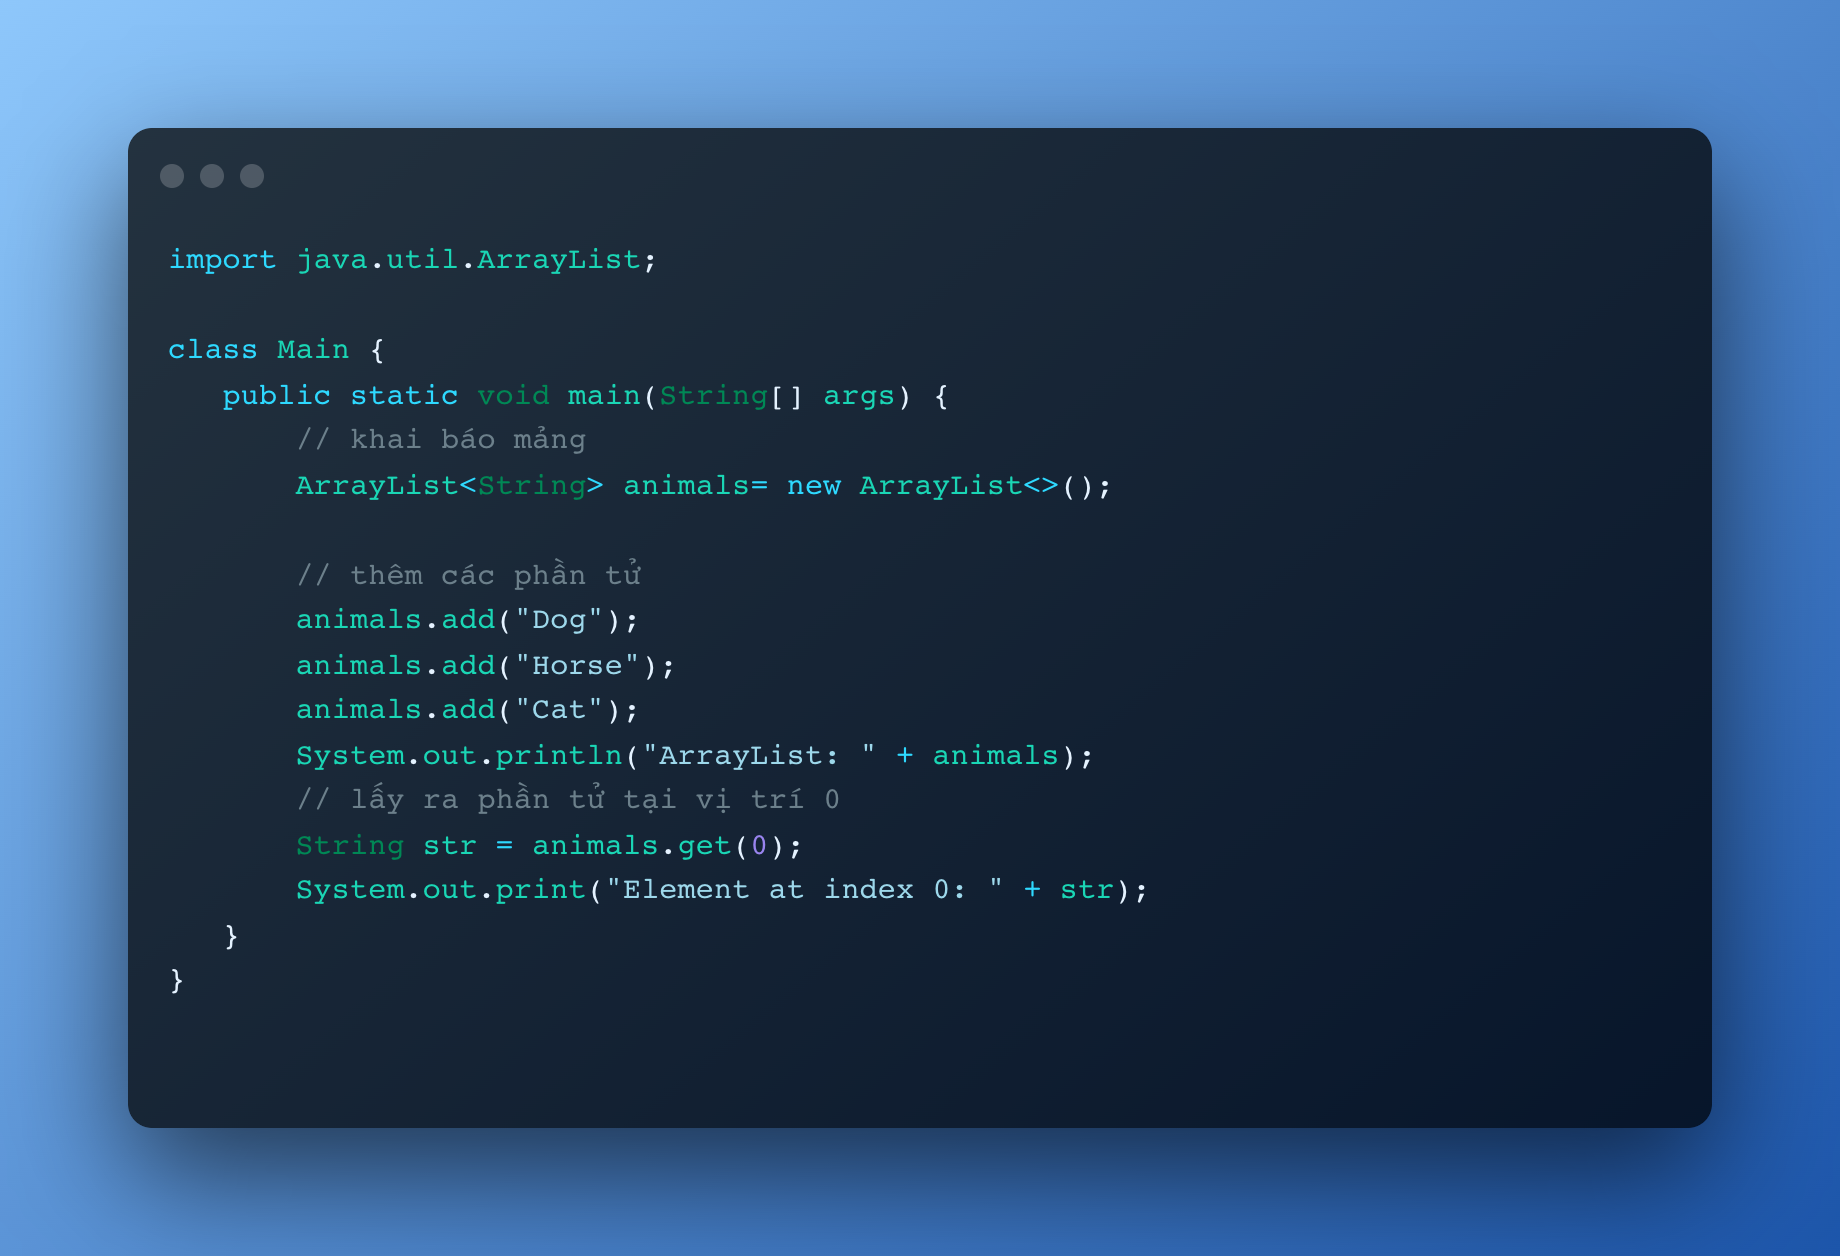 import java.util.ArrayList;
class Main {
public static void main(String[] args) {
// khai báo mảng
ArrayList<String> animals= new ArrayList<>();
// thêm các phần tử
animals.add("Dog");
animals.add("Horse");
animals.add("Cat");
System.out.println("ArrayList: " + animals);
// lấy ra phần tử tại vị trí 0
String str = animals.get(0);
System.out.print("Element at index 0: " + str);
}
}